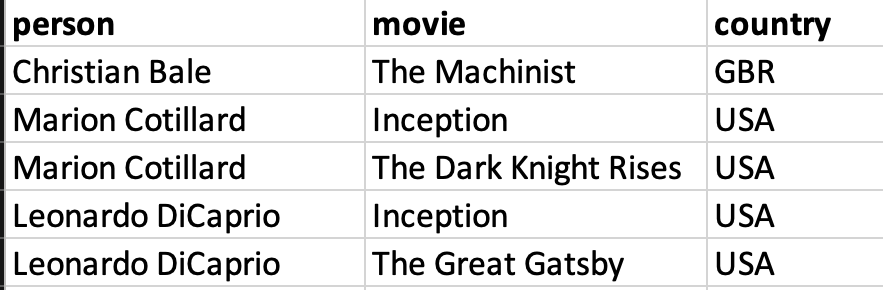 person movie country
Christian Bale The Machinist GBR
Marion Cotillard Inception USA
Marion Cotillard The Dark Knight Rises USA
Leonardo DiCaprio Inception USA
Leonardo DiCaprio The Great Gatsby USA